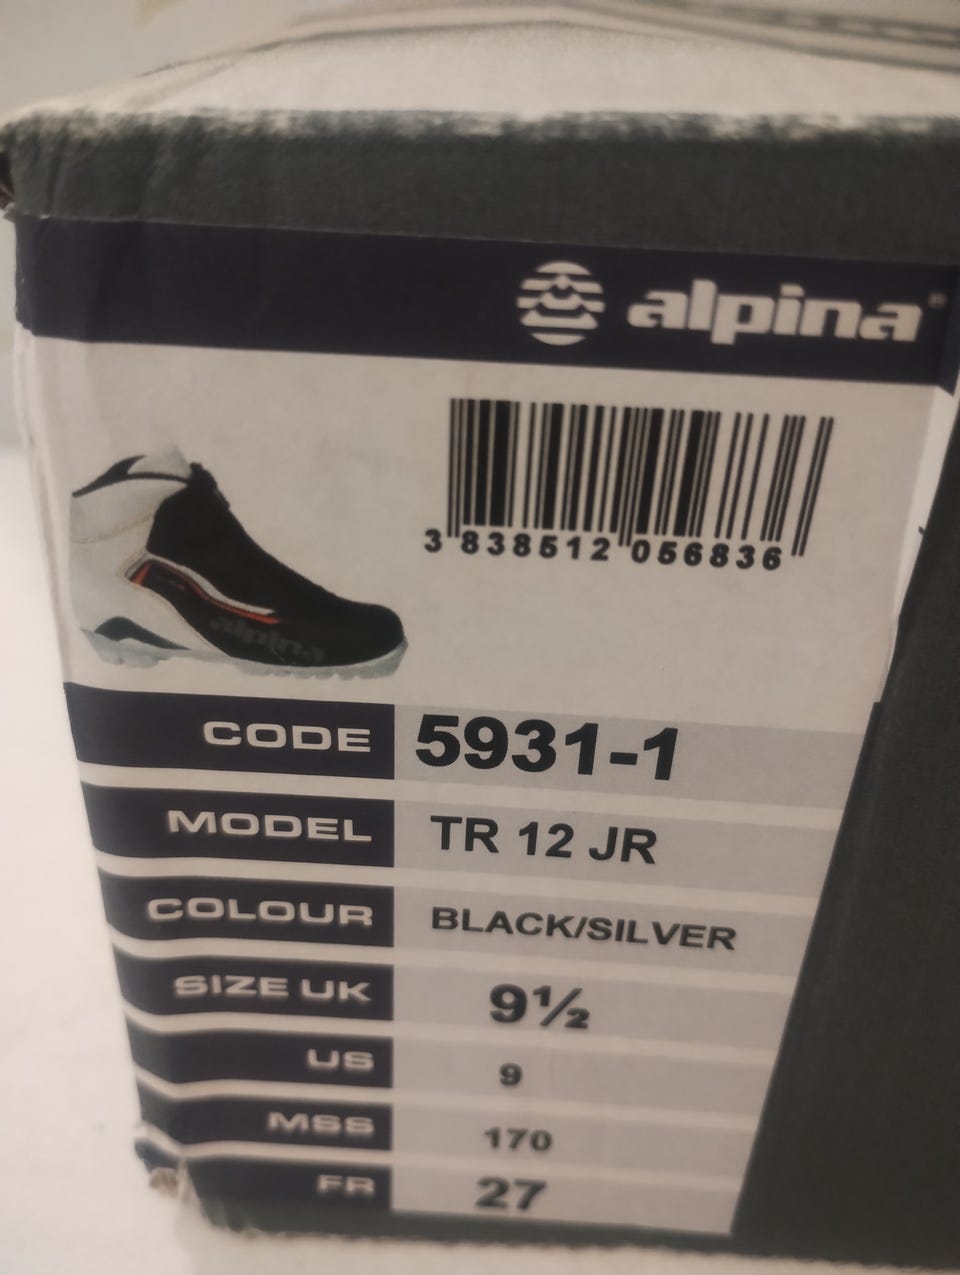 alpina®
3 838512 056836
alpina
CODE 5931-1
MODEL TR 12 JR
COLOUR BLACK/SILVER
SIZE UK 9½
US 9
MSS 170
FR 27